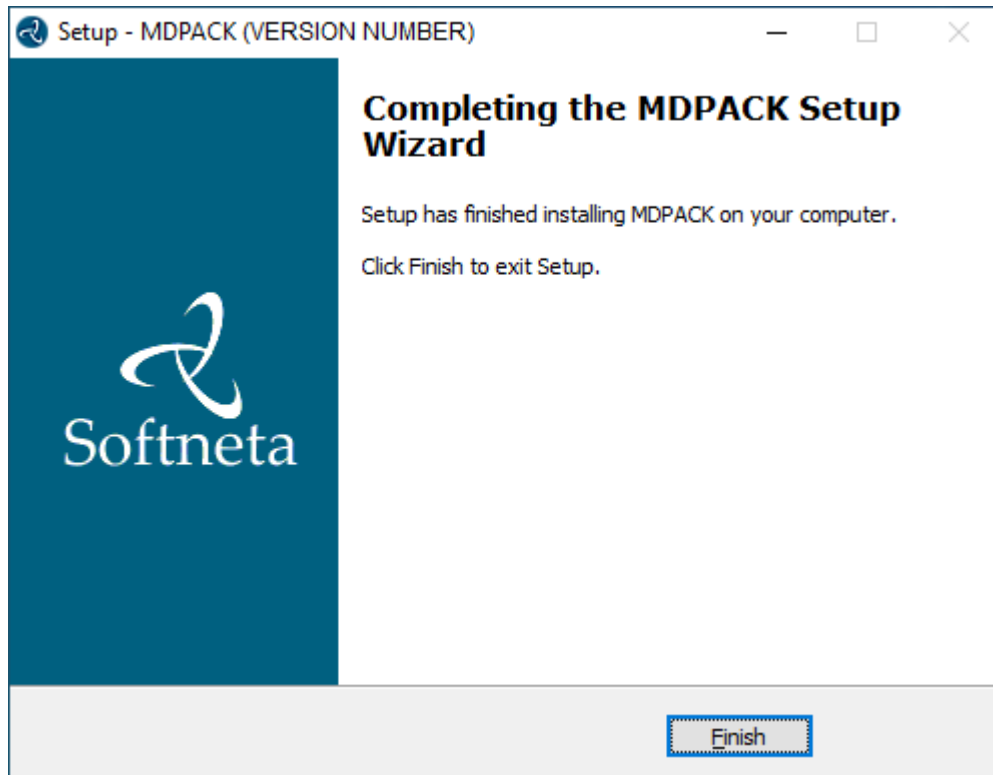 Setup - MDPACK (VERSION NUMBER)
Completing the MDPACK Setup
Wizard
Setup has finished installing MDPACK on your computer.
Click Finish to exit Setup.
Softneta
Finish